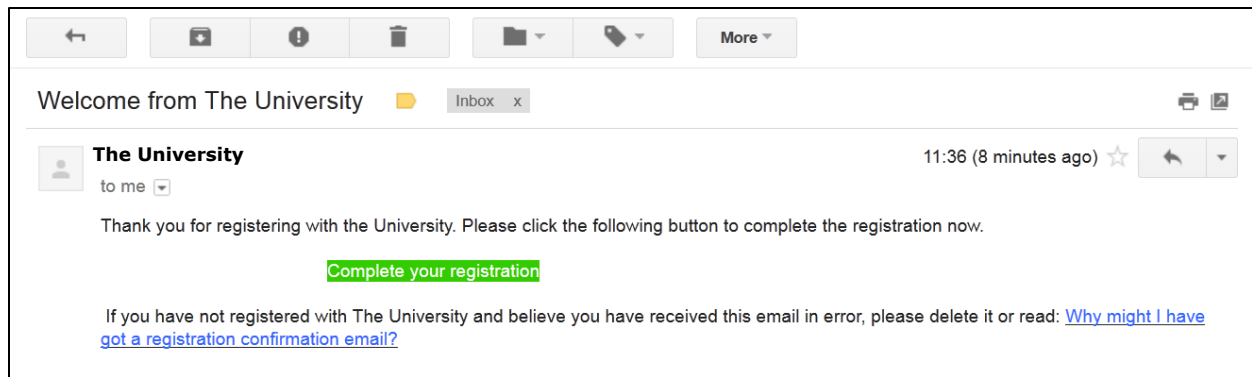 More
Welcome from The University
Inbox x
The University
11:36 (8 minutes ago)
to me
Thank you for registering with the University. Please click the following button to complete the registration now.
Complete your registration
If you have not registered with The University and believe you have received this email in error, please delete it or read: Why might I have
got a registration confirmation email?